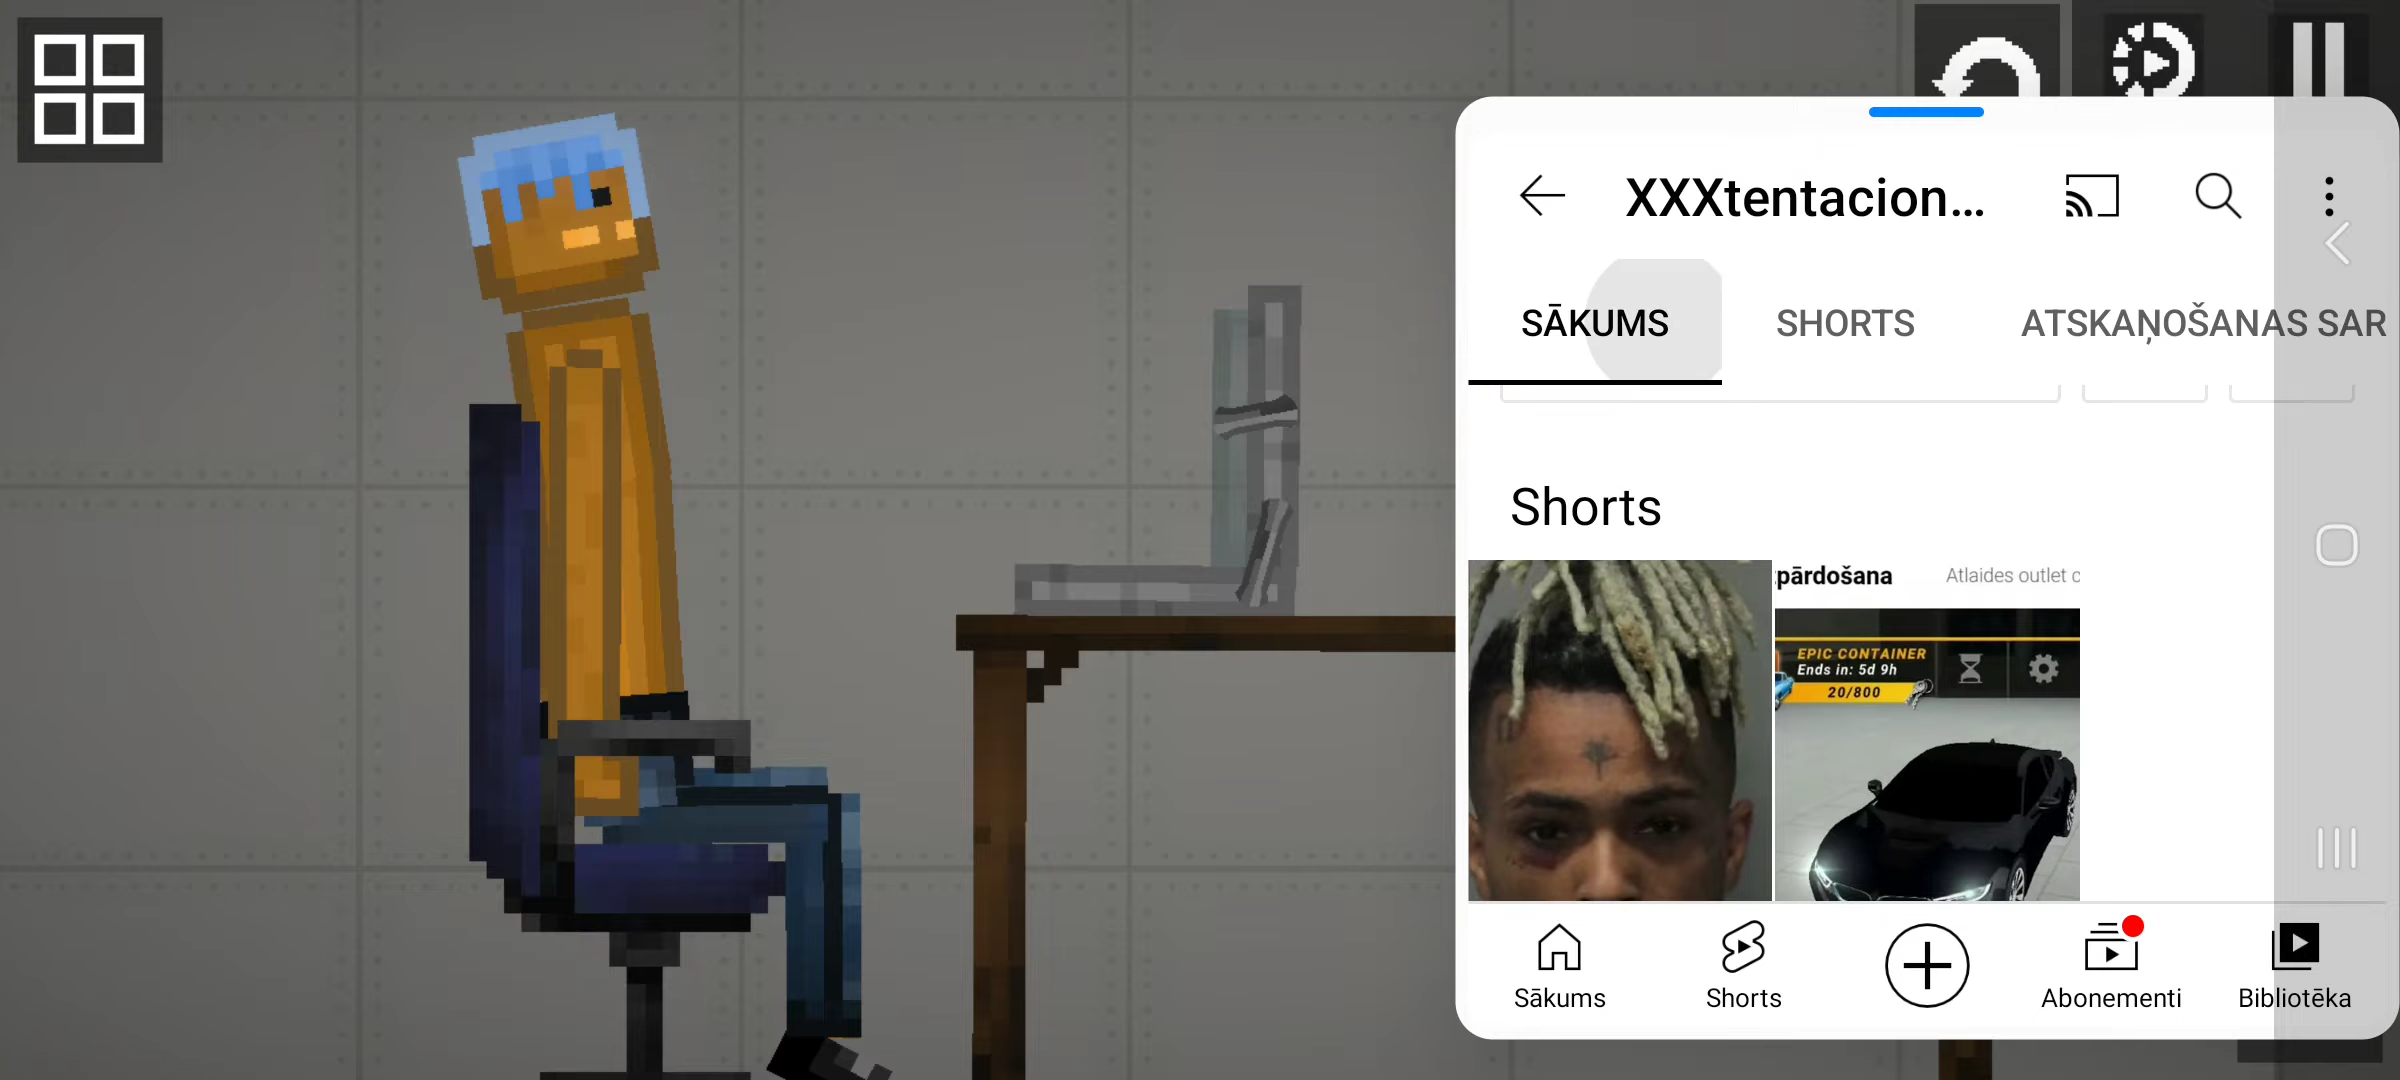 XXXtentacion...
SĀKUMS
SHORTS
ATSKAŅOŠANAS SAR
Shorts
pārdošana
Atlaides outlet c
EPIC CONTAINER
Ends in: 5d 9h
20/800
Sākums
Shorts
Abonementi
Bibliotēka